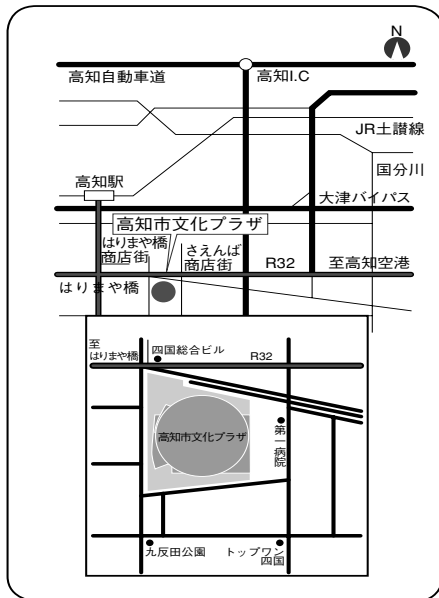 N
高知自動車道
高知I.C
JR土讃線
国分川
高知駅
大津バイパス
高知市文化プラザ
はりまや橋
商店街
さえんば
商店街
R32
至高知空港
はりまや橋
至
はりまや橋
四国総合ビル
R32
高知市文化プラザ
第一病院
九反田公園
トップワン
四国